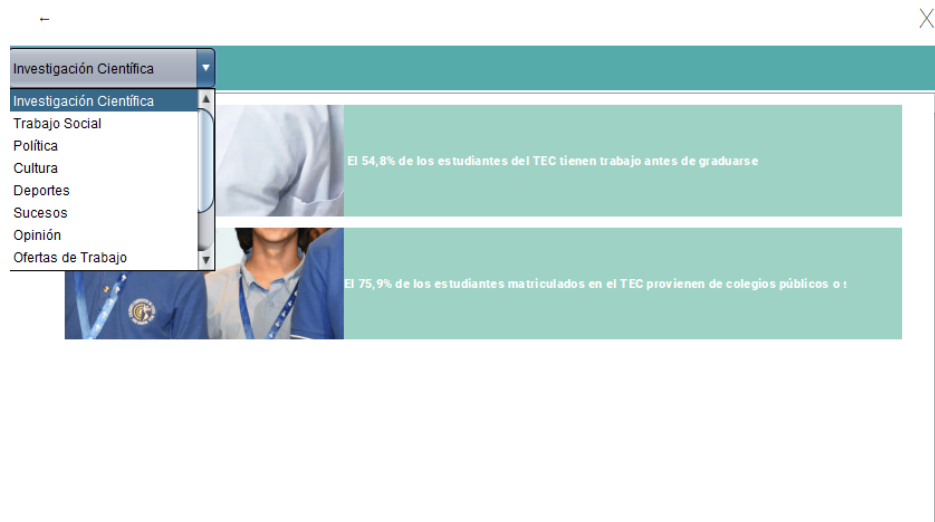 ←
X
Investigación Científica
Investigación Científica
Trabajo Social
Política
Cultura
Deportes
Sucesos
Opinión
Ofertas de Trabajo
El 54,8% de los estudiantes del TEC tienen trabajo antes de graduarse
El 75,9% de los estudiantes matriculados en el TEC provienen de colegios públicos o